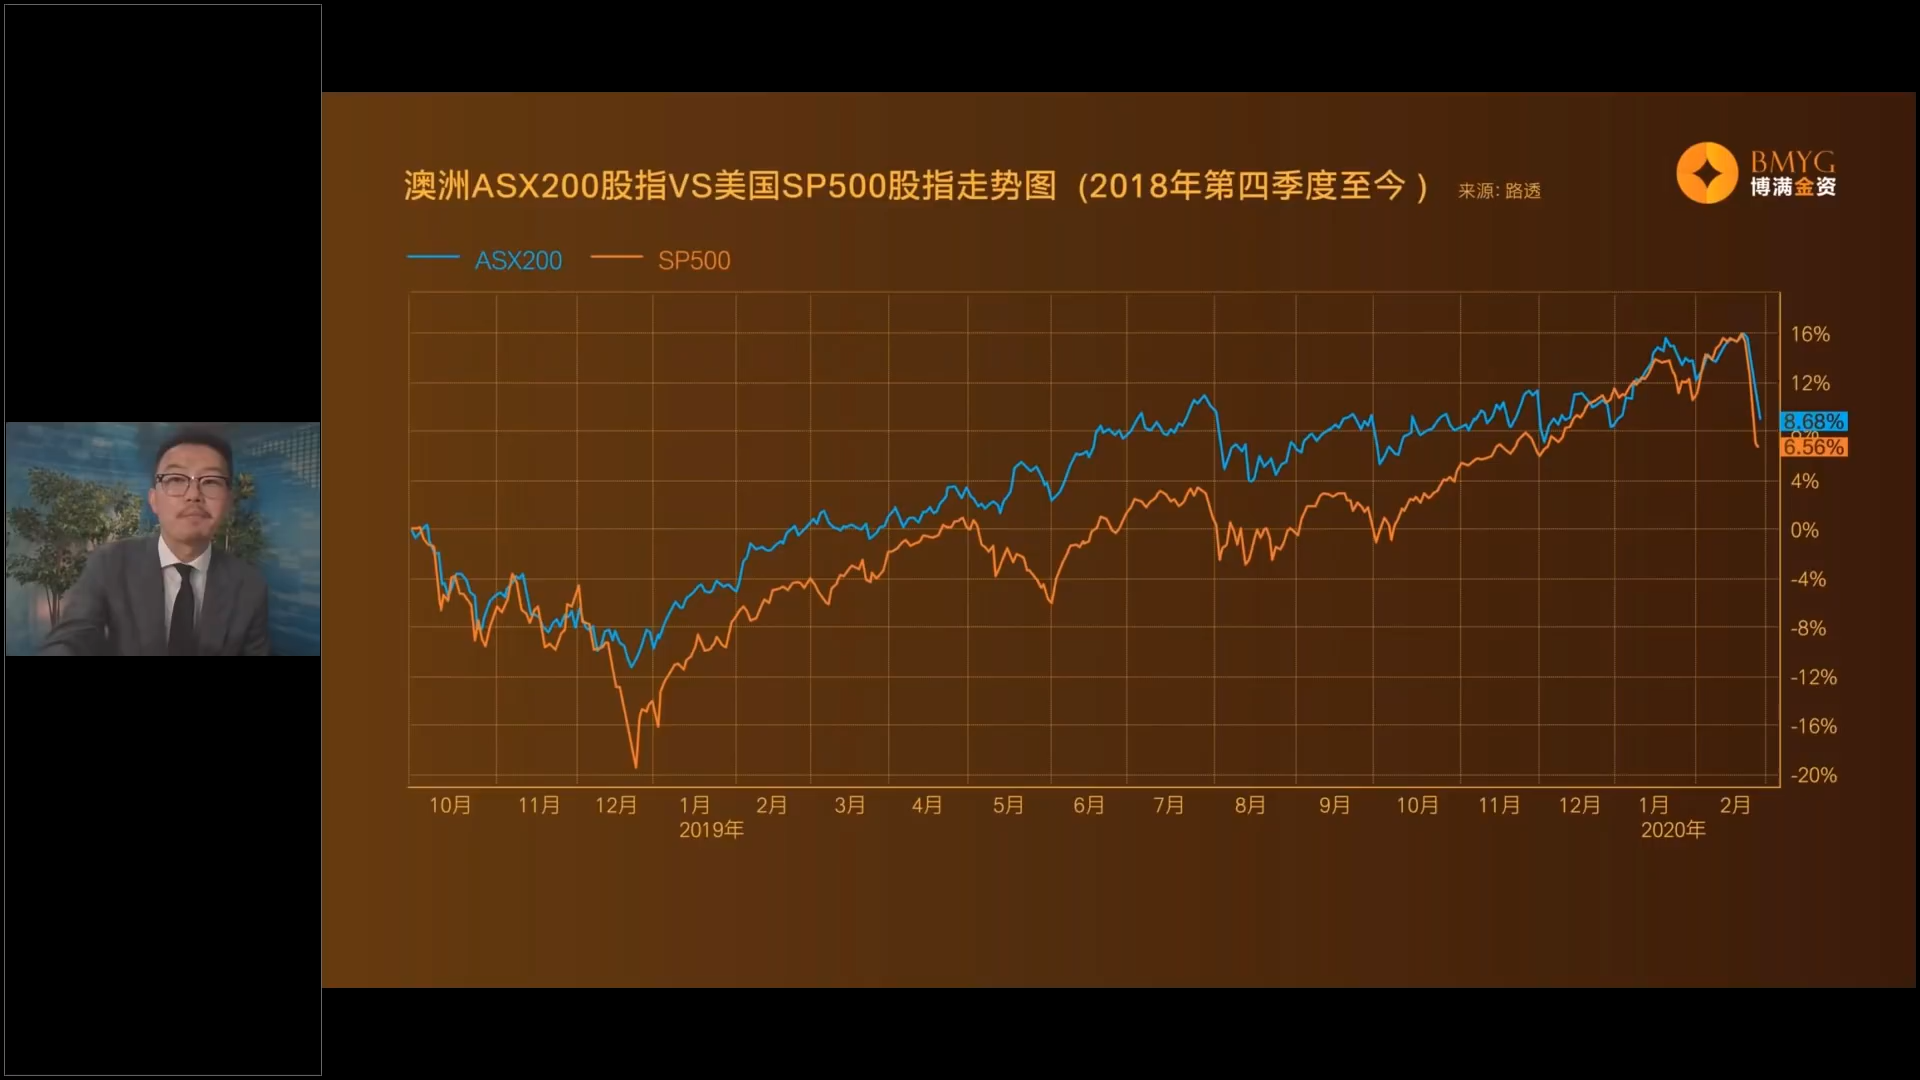 澳洲ASX200股指VS美国SP500股指走势图 (2018年第四季度至今 ) 来源: 路透
BMYG
博满金资
ASX200 SP500
16%
12%
8.68%
6.56%
4%
0%
-4%
-8%
-12%
-16%
-20%
10月 11月 12月 1月 2月 3月 4月 5月 6月 7月 8月 9月 10月 11月 12月 1月 2月
2019年 2020年